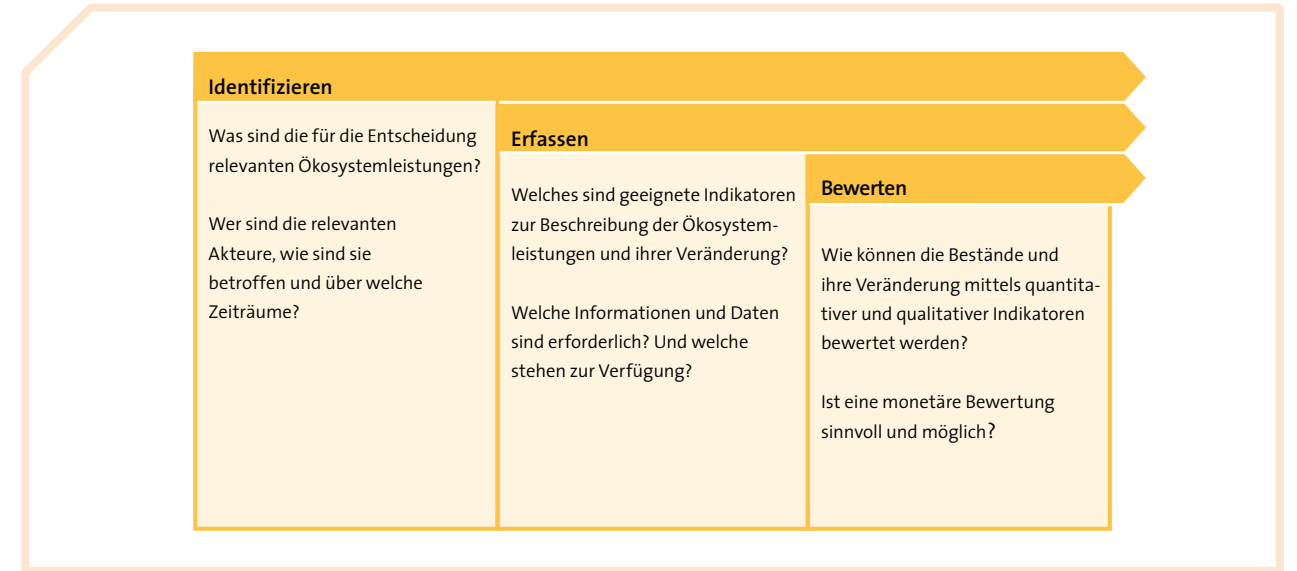 Identifizieren
Was sind die für die Entscheidung
relevanten Ökosystemleistungen?
Wer sind die relevanten
Akteure, wie sind sie
betroffen und über welche
Zeiträume?
Erfassen
Welches sind geeignete Indikatoren
zur Beschreibung der Ökosystem-
leistungen und ihrer Veränderung?
Welche Informationen und Daten
sind erforderlich? Und welche
stehen zur Verfügung?
Bewerten
Wie können die Bestände und
ihre Veränderung mittels quantita-
tiver und qualitativer Indikatoren
bewertet werden?
Ist eine monetäre Bewertung
sinnvoll und möglich?